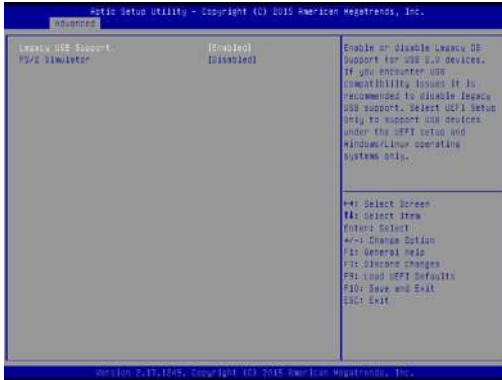 Aptio Setup Utility - Copyright (C) 2015 American Megatrends, Inc.
Advanced
Legacy USB Support [Enabled]
PS/2 Simulator [Disabled]
Enable or disable Legacy OS
Support for USB 2.0 devices.
If you encounter USB
compatibility issues it is
recommended to disable legacy
USB support. Select UEFI Setup
Only to support USB devices
under the UEFI setup and
Windows/Linux operating
systems only.
→←: Select Screen
↑↓: Select Item
Enter: Select
+/-: Change Option
F1: General Help
F7: Discard Changes
F9: Load UEFI Defaults
F10: Save and Exit
ESC: Exit
Version 2.17.1249. Copyright (C) 2015 American Megatrends, Inc.